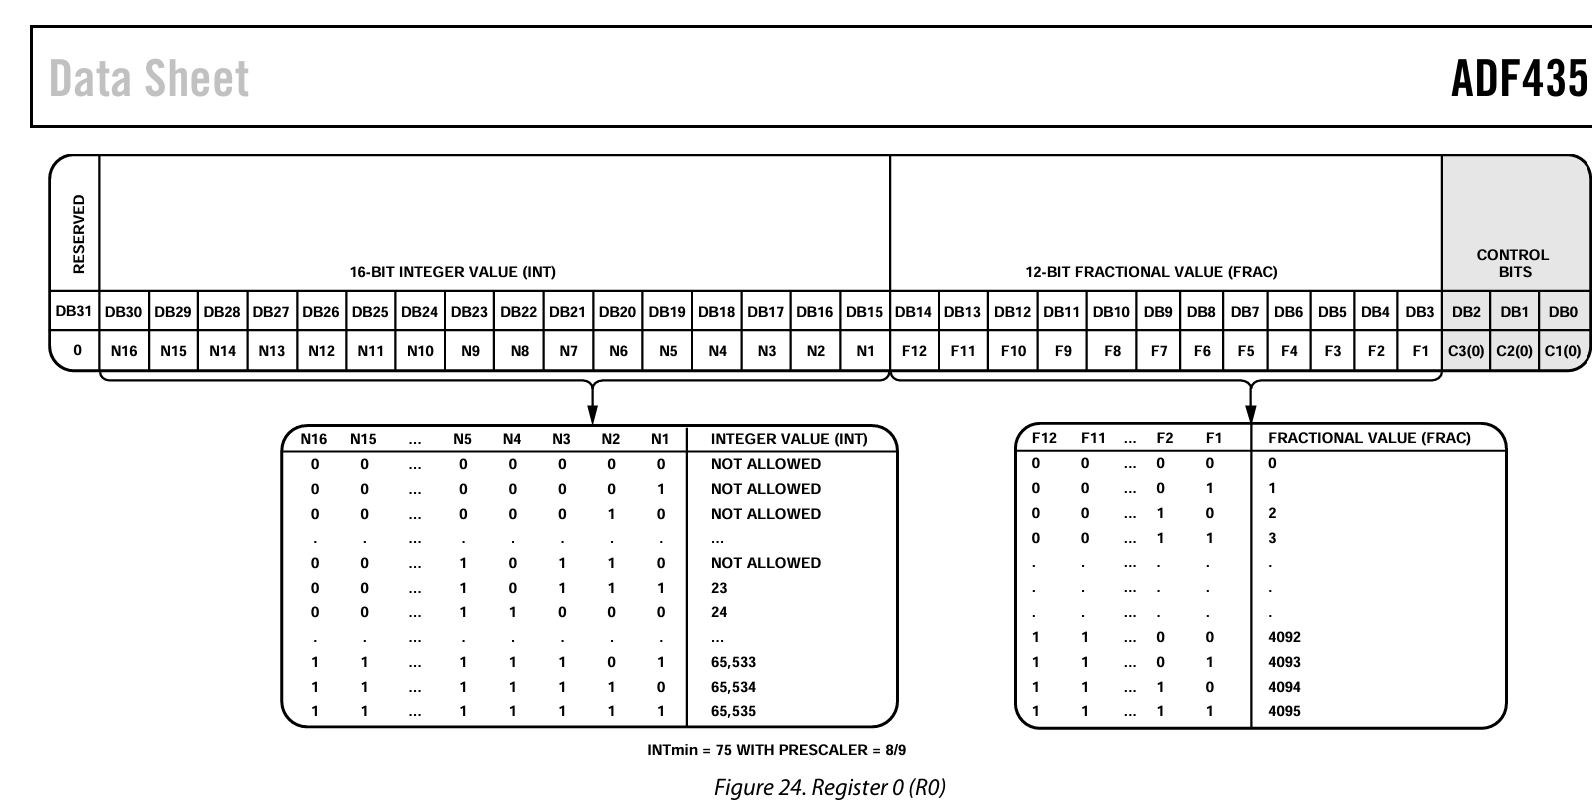 Data Sheet ADF435
RESERVED
16-BIT INTEGER VALUE (INT) 12-BIT FRACTIONAL VALUE (FRAC) CONTROL
BITS
DB31 DB30 DB29 DB28 DB27 DB26 DB25 DB24 DB23 DB22 DB21 DB20 DB19 DB18 DB17 DB16 DB15 DB14 DB13 DB12 DB11 DB10 DB9 DB8 DB7 DB6 DB5 DB4 DB3 DB2 DB1 DB0
0 N16 N15 N14 N13 N12 N11 N10 N9 N8 N7 N6 N5 N4 N3 N2 N1 F12 F11 F10 F9 F8 F7 F6 F5 F4 F3 F2 F1 C3(0) C2(0) C1(0)
N16 N15 ... N5 N4 N3 N2 N1 INTEGER VALUE (INT)
0 0 ... 0 0 0 0 0 NOT ALLOWED
0 0 ... 0 0 0 0 1 NOT ALLOWED
0 0 ... 0 0 0 1 0 NOT ALLOWED
. . ... . . . . . ...
0 0 ... 1 0 1 1 0 NOT ALLOWED
0 0 ... 1 0 1 1 1 23
0 0 ... 1 1 0 0 0 24
. . ... . . . . . ...
1 1 ... 1 1 1 0 1 65,533
1 1 ... 1 1 1 1 0 65,534
1 1 ... 1 1 1 1 1 65,535
F12 F11 ... F2 F1 FRACTIONAL VALUE (FRAC)
0 0 ... 0 0 0
0 0 ... 0 1 1
0 0 ... 1 0 2
0 0 ... 1 1 3
. . ... . . .
. . ... . . .
. . ... . . .
1 1 ... 0 0 4092
1 1 ... 0 1 4093
1 1 ... 1 0 4094
1 1 ... 1 1 4095
INTmin = 75 WITH PRESCALER = 8/9
Figure 24. Register 0 (R0)